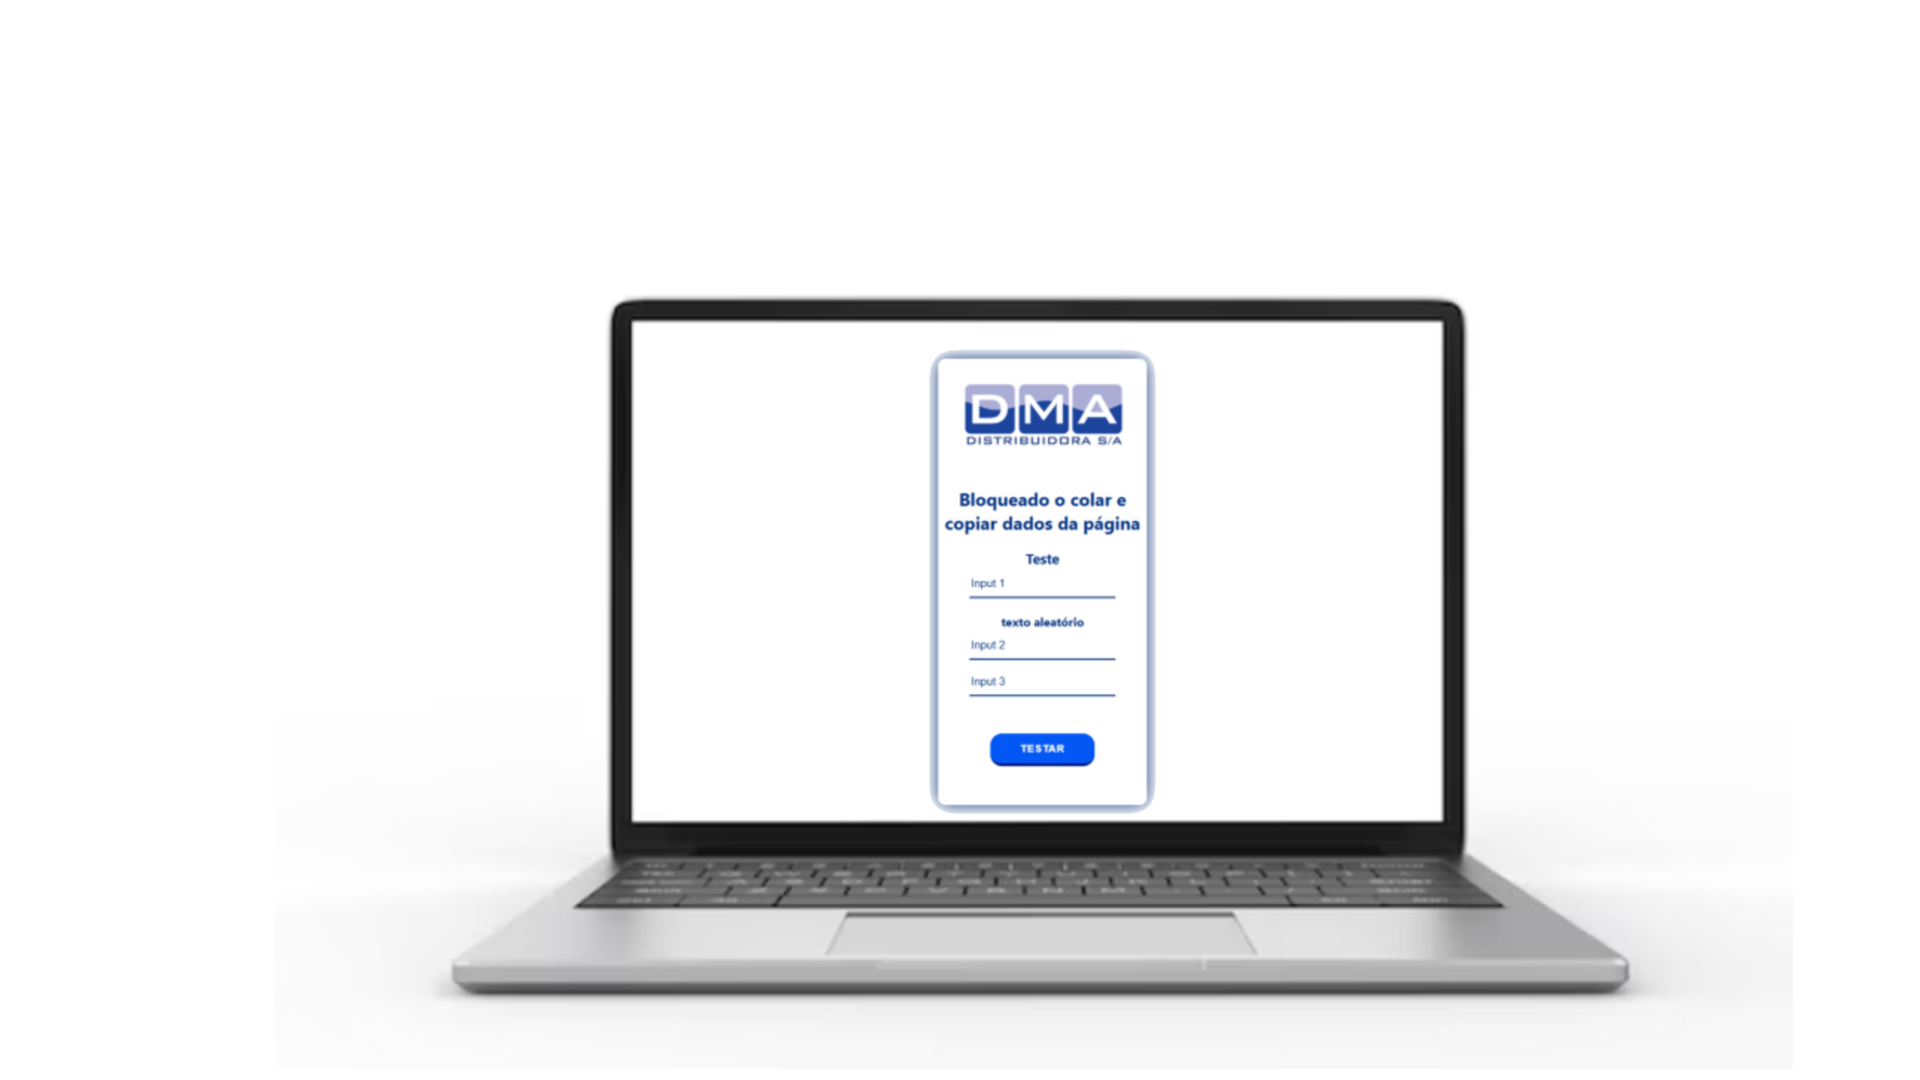 DMA
DISTRIBUIDORA S/A
Bloqueado o colar e
copiar dados da página
Teste
Input 1
texto aleatório
Input 2
Input 3
TESTAR